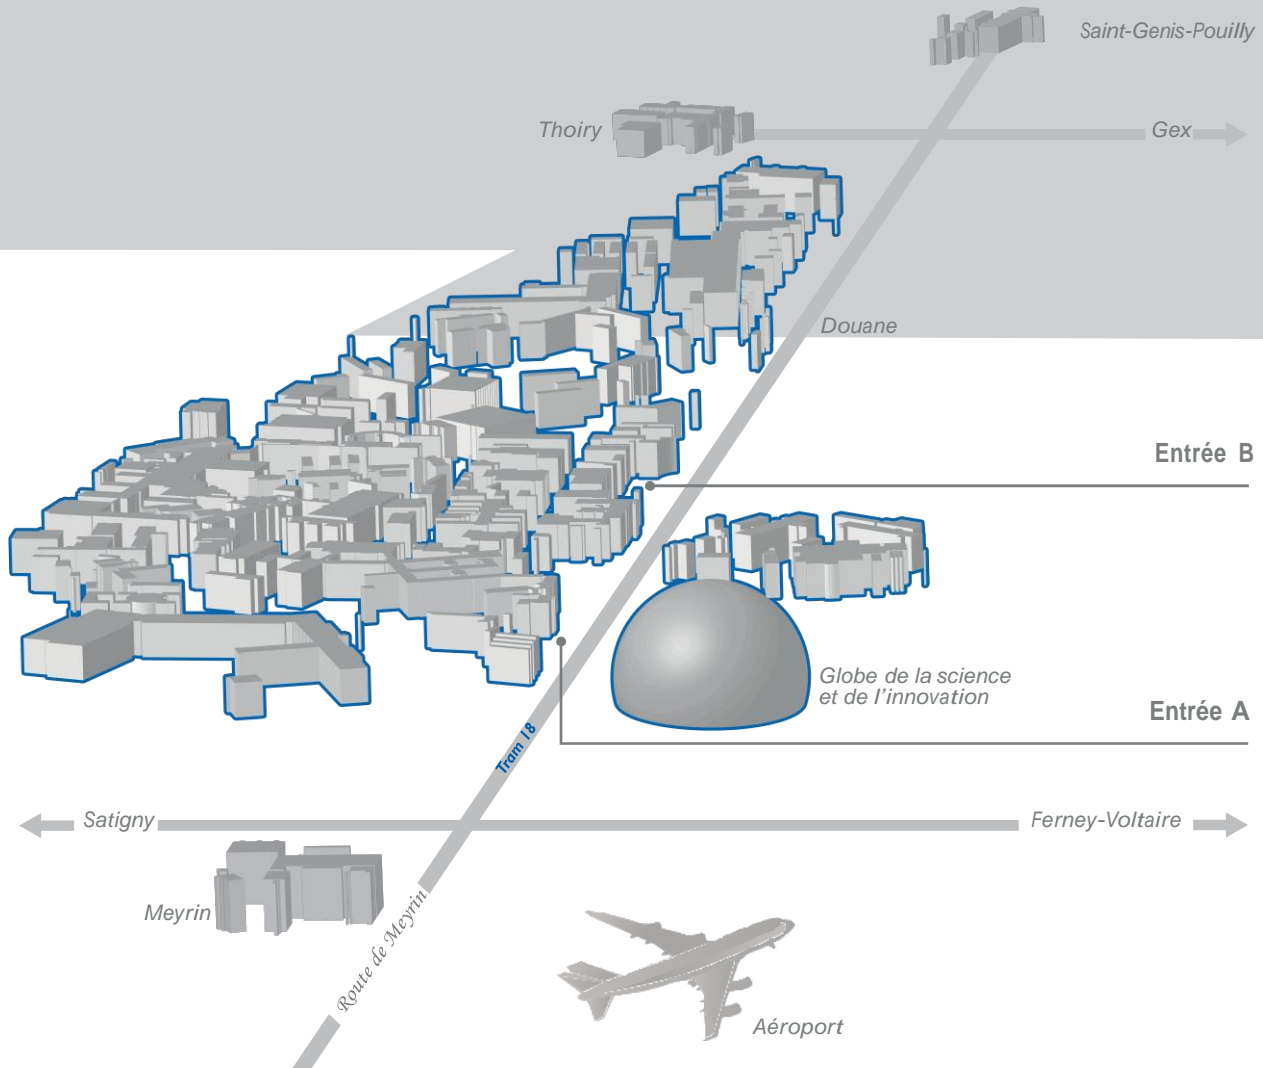 Saint-Genis-Pouilly
Thoiry
Gex
Douane
Entrée B
Globe de la science
et de l'innovation
Entrée A
Tram 18
Satigny
Ferney-Voltaire
Meyrin
Route de Meyrin
Aéroport